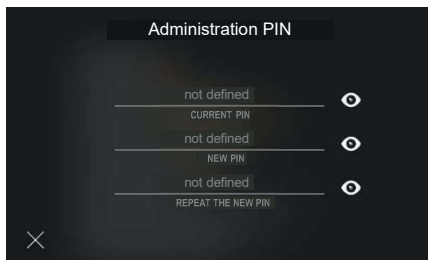 Administration PIN
not defined
CURRENT PIN
not defined
NEW PIN
not defined
REPEAT THE NEW PIN